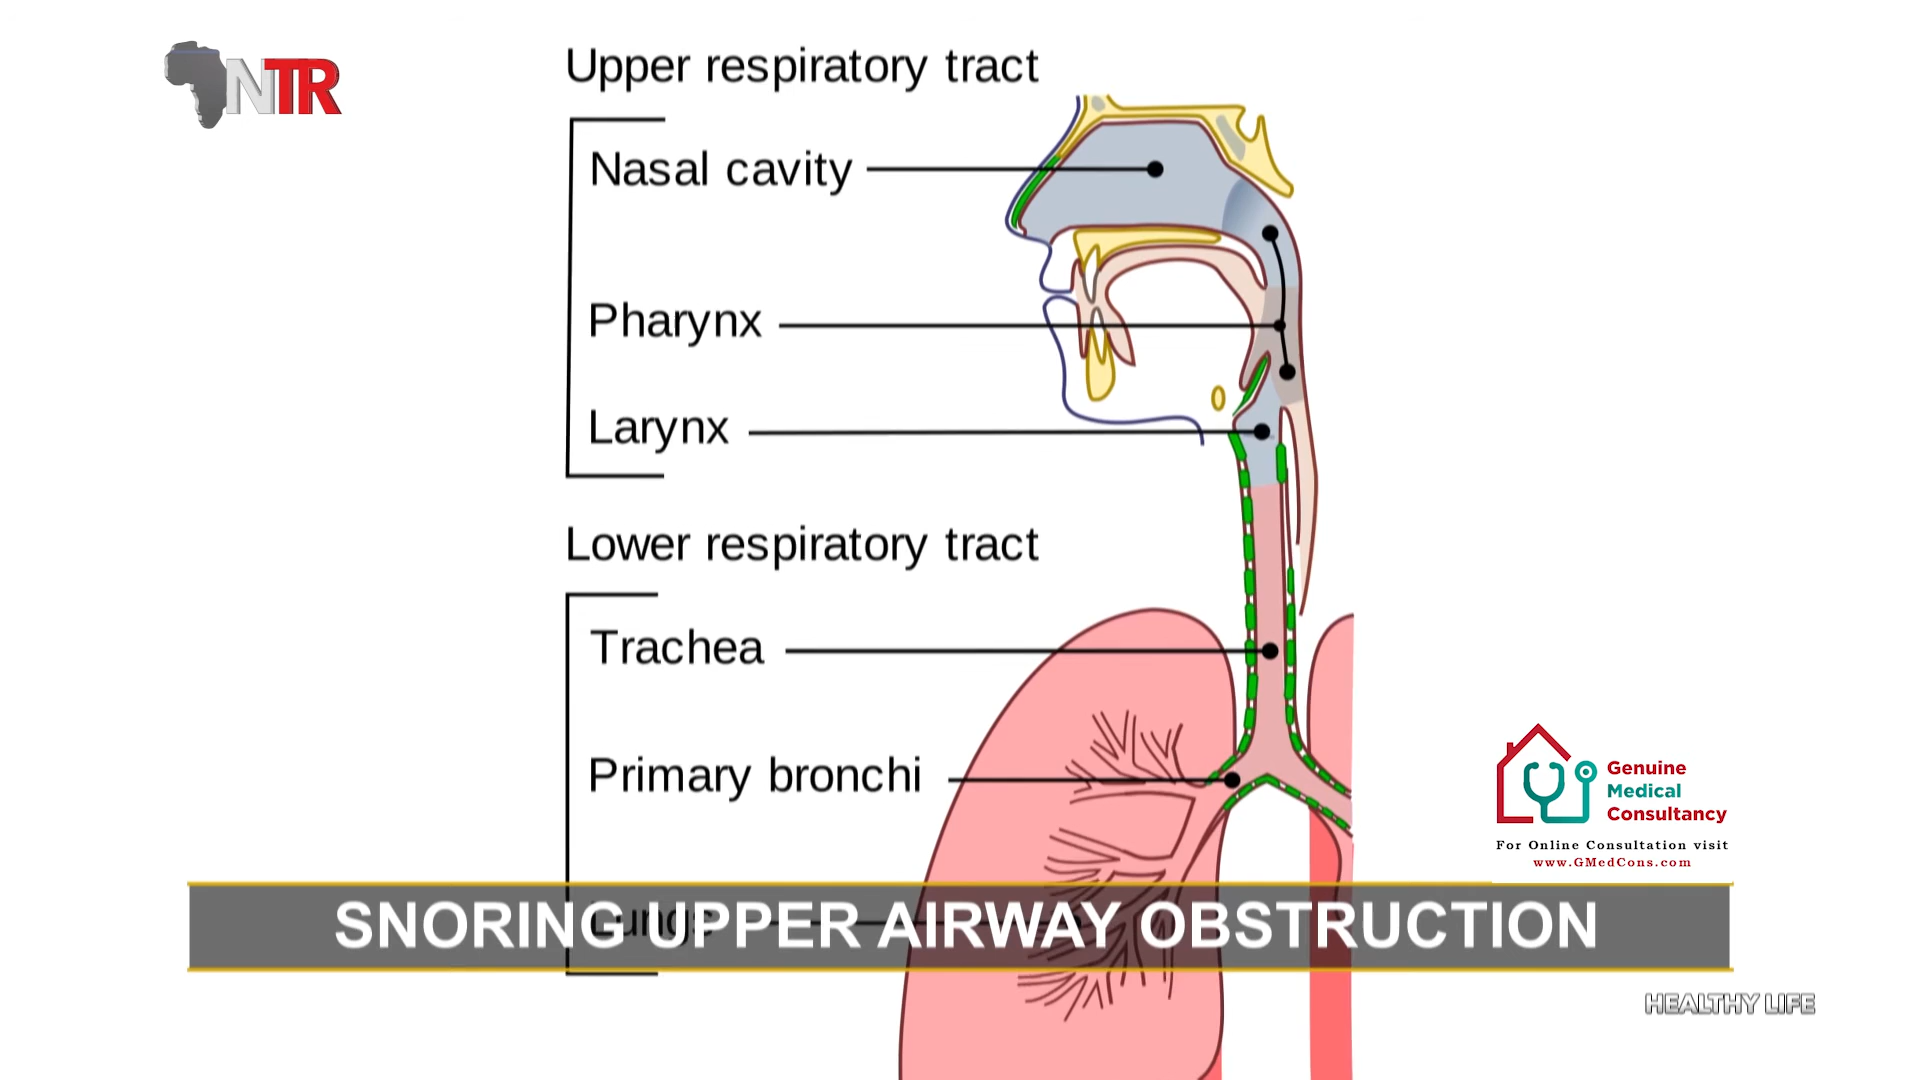 NTR
Upper respiratory tract
Nasal cavity
Pharynx
Larynx
Lower respiratory tract
Trachea
Primary bronchi
Lungs
Genuine
Medical
Consultancy
For Online Consultation visit
www.GMedCons.com
SNORING UPPER AIRWAY OBSTRUCTION
HEALTHY LIFE